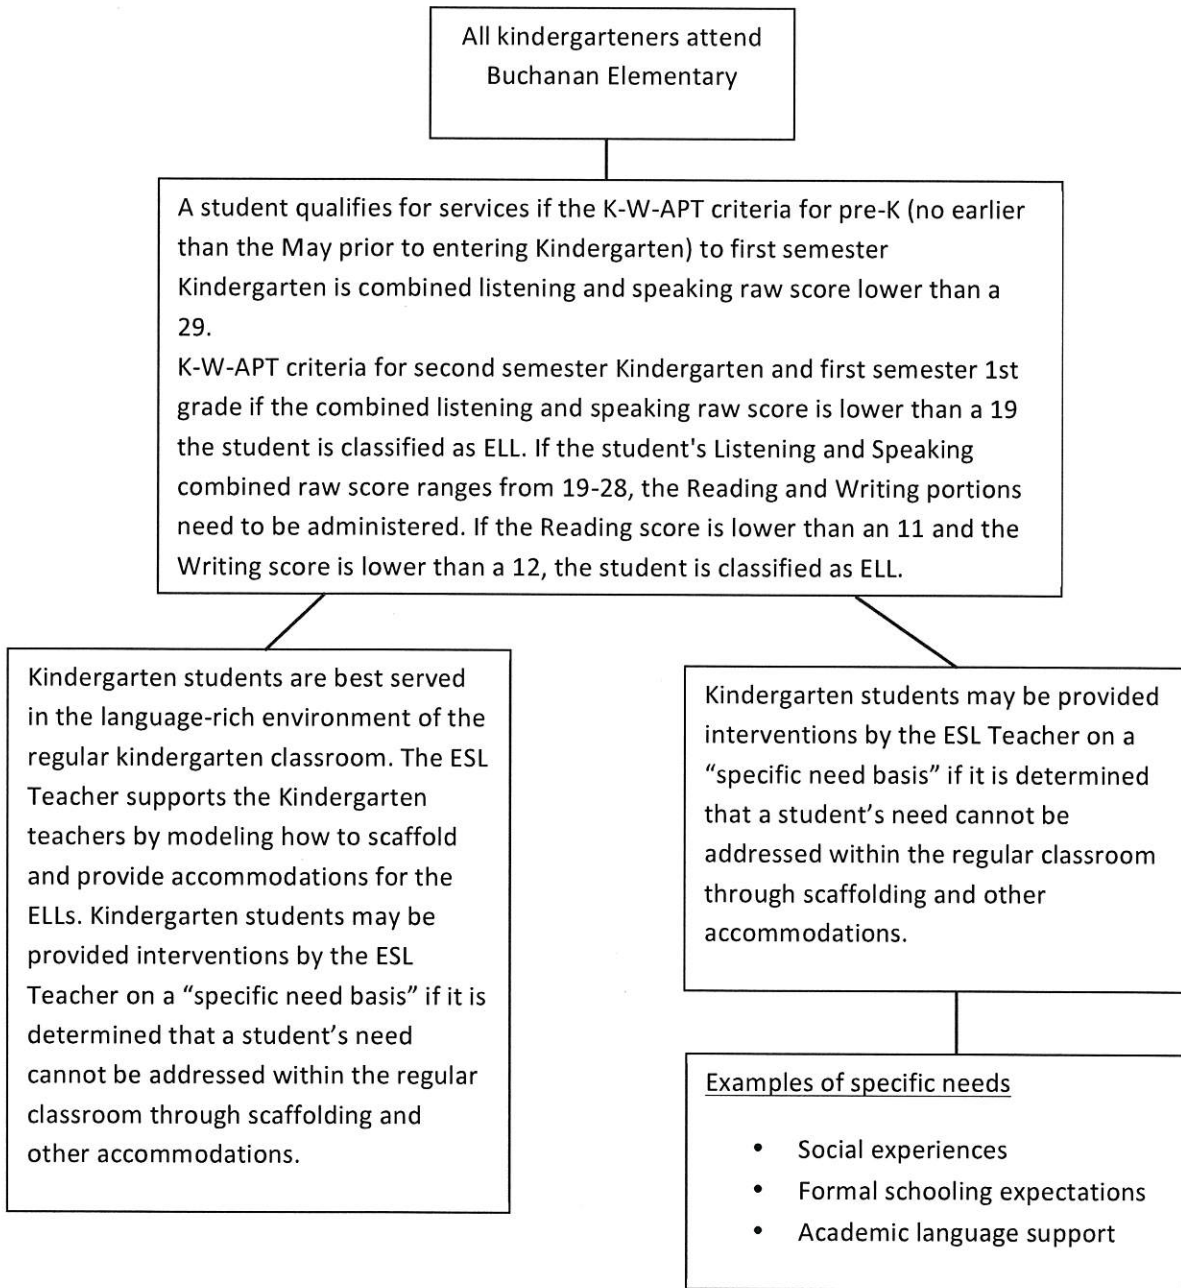 All kindergarteners attend
Buchanan Elementary
A student qualifies for services if the K-W-APT criteria for pre-K (no earlier
than the May prior to entering Kindergarten) to first semester
Kindergarten is combined listening and speaking raw score lower than a
29.
K-W-APT criteria for second semester Kindergarten and first semester 1st
grade if the combined listening and speaking raw score is lower than a 19
the student is classified as ELL. If the student's Listening and Speaking
combined raw score ranges from 19-28, the Reading and Writing portions
need to be administered. If the Reading score is lower than an 11 and the
Writing score is lower than a 12, the student is classified as ELL.
Kindergarten students are best served
in the language-rich environment of the
regular kindergarten classroom. The ESL
Teacher supports the Kindergarten
teachers by modeling how to scaffold
and provide accommodations for the
ELLs. Kindergarten students may be
provided interventions by the ESL
Teacher on a “specific need basis” if it is
determined that a student’s need
cannot be addressed within the regular
classroom through scaffolding and
other accommodations.
Kindergarten students may be provided
interventions by the ESL Teacher on a
“specific need basis” if it is determined
that a student’s need cannot be
addressed within the regular classroom
through scaffolding and other
accommodations.
Examples of specific needs
• Social experiences
• Formal schooling expectations
• Academic language support